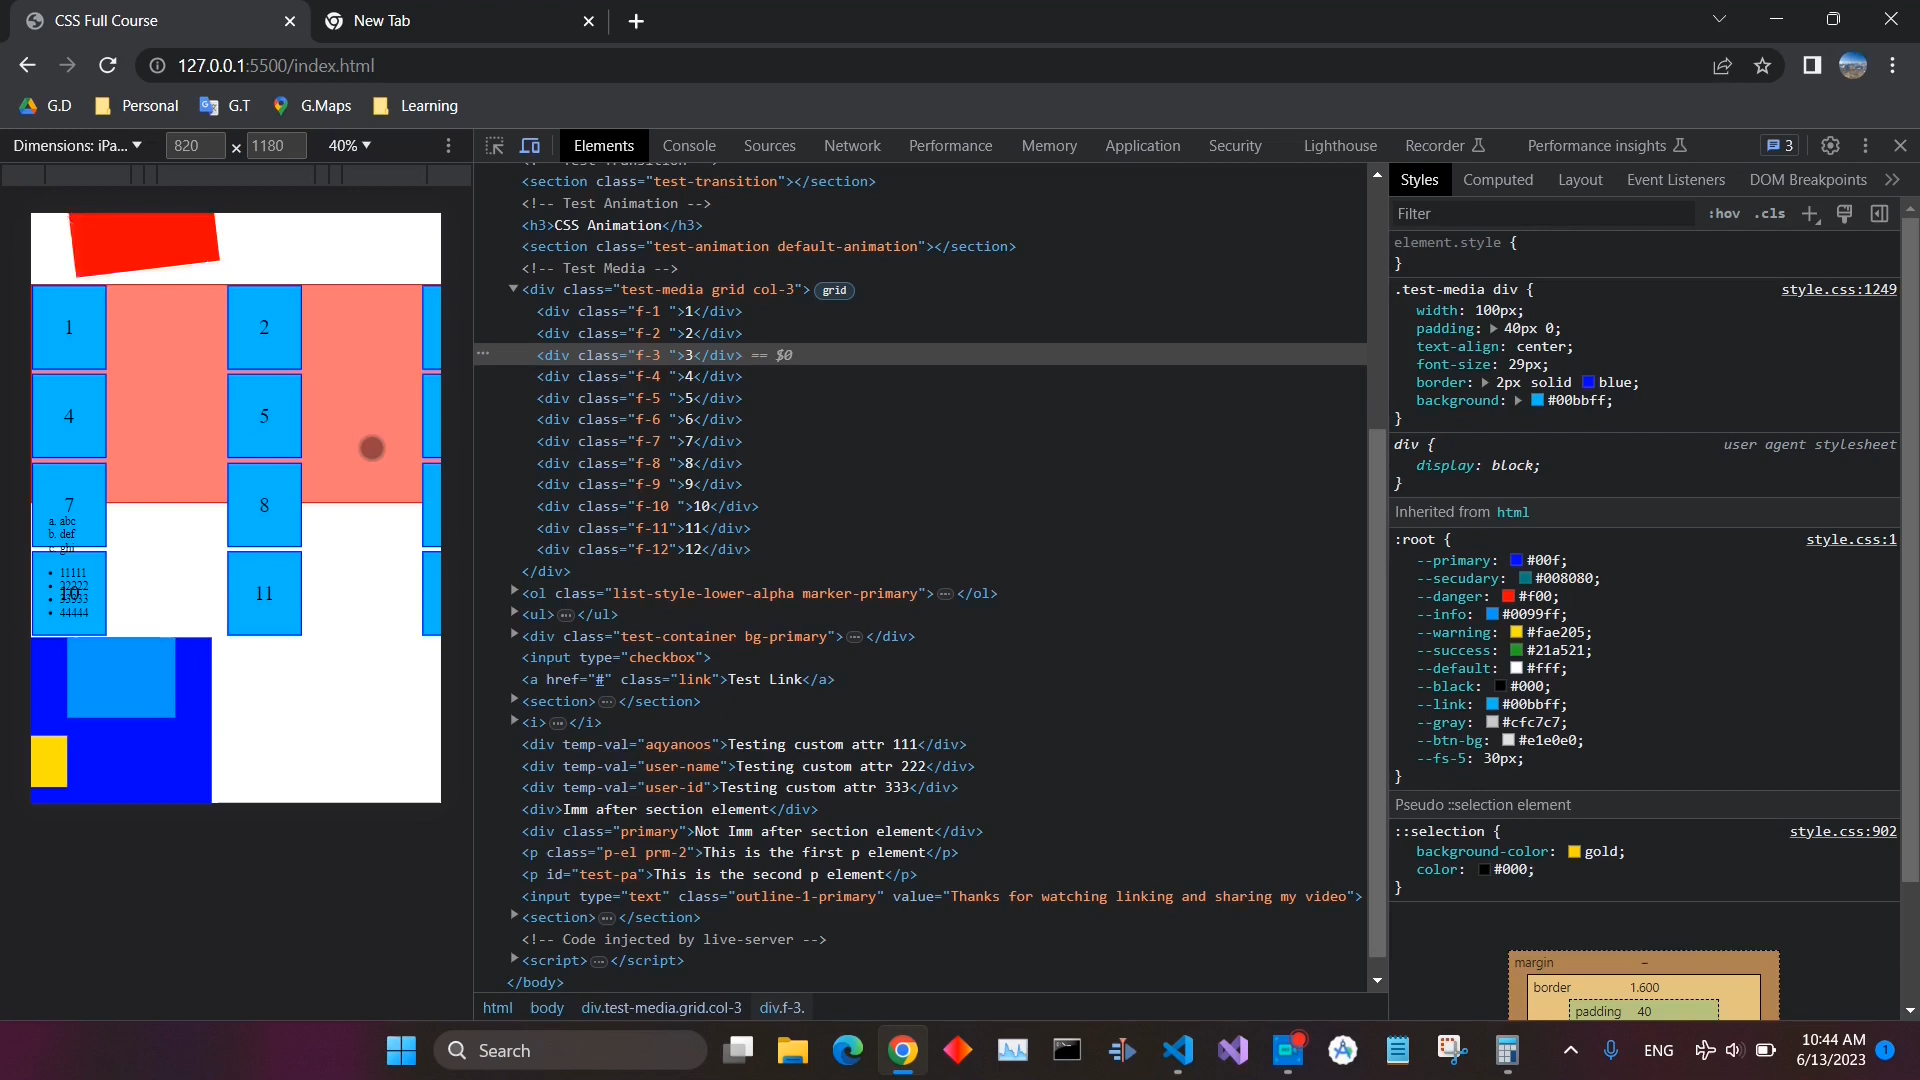 CSS Full Course
New Tab
127.0.0.1:5500/index.html
G.D
Personal
G.T
G.Maps
Learning
Dimensions: iPa...
820
×
1180
40%
Elements
Console
Sources
Network
Performance
Memory
Application
Security
Lighthouse
Recorder
Performance insights
3
1
2
4
5
7
8
a. abc
b. def
c. ghi
10
11
11111
22222
33333
44444
<section class="test-transition"></section>
<!-- Test Animation -->
<h3>CSS Animation</h3>
<section class="test-animation default-animation"></section>
<!-- Test Media -->
<div class="test-media grid col-3"> grid
<div class="f-1 ">1</div>
<div class="f-2 ">2</div>
<div class="f-3 ">3</div> == $0
<div class="f-4 ">4</div>
<div class="f-5 ">5</div>
<div class="f-6 ">6</div>
<div class="f-7 ">7</div>
<div class="f-8 ">8</div>
<div class="f-9 ">9</div>
<div class="f-10 ">10</div>
<div class="f-11">11</div>
<div class="f-12">12</div>
</div>
<ol class="list-style-lower-alpha marker-primary"> … </ol>
<ul> … </ul>
<div class="test-container bg-primary"> … </div>
<input type="checkbox">
<a href="#" class="link">Test Link</a>
<section> … </section>
<i> … </i>
<div temp-val="aqyanoos">Testing custom attr 111</div>
<div temp-val="user-name">Testing custom attr 222</div>
<div temp-val="user-id">Testing custom attr 333</div>
<div>Imm after section element</div>
<div class="primary">Not Imm after section element</div>
<p class="p-el prm-2">This is the first p element</p>
<p id="test-pa">This is the second p element</p>
<input type="text" class="outline-1-primary" value="Thanks for watching linking and sharing my video">
<section> … </section>
<!-- Code injected by live-server -->
<script> … </script>
</body>
html
body
div.test-media.grid.col-3
div.f-3.
Styles
Computed
Layout
Event Listeners
DOM Breakpoints
Filter
:hov
.cls
element.style {
}
.test-media div {
style.css:1249
width: 100px;
padding: 40px 0;
text-align: center;
font-size: 29px;
border: 2px solid blue;
background: #00bbff;
}
div {
user agent stylesheet
display: block;
}
Inherited from html
:root {
style.css:1
--primary: #00f;
--secudary: #008080;
--danger: #f00;
--info: #0099ff;
--warning: #fae205;
--success: #21a521;
--default: #fff;
--black: #000;
--link: #00bbff;
--gray: #cfc7c7;
--btn-bg: #e1e0e0;
--fs-5: 30px;
}
Pseudo ::selection element
::selection {
style.css:902
background-color: gold;
color: #000;
}
margin
–
border
1.600
padding
40
Search
ENG
10:44 AM
6/13/2023
1